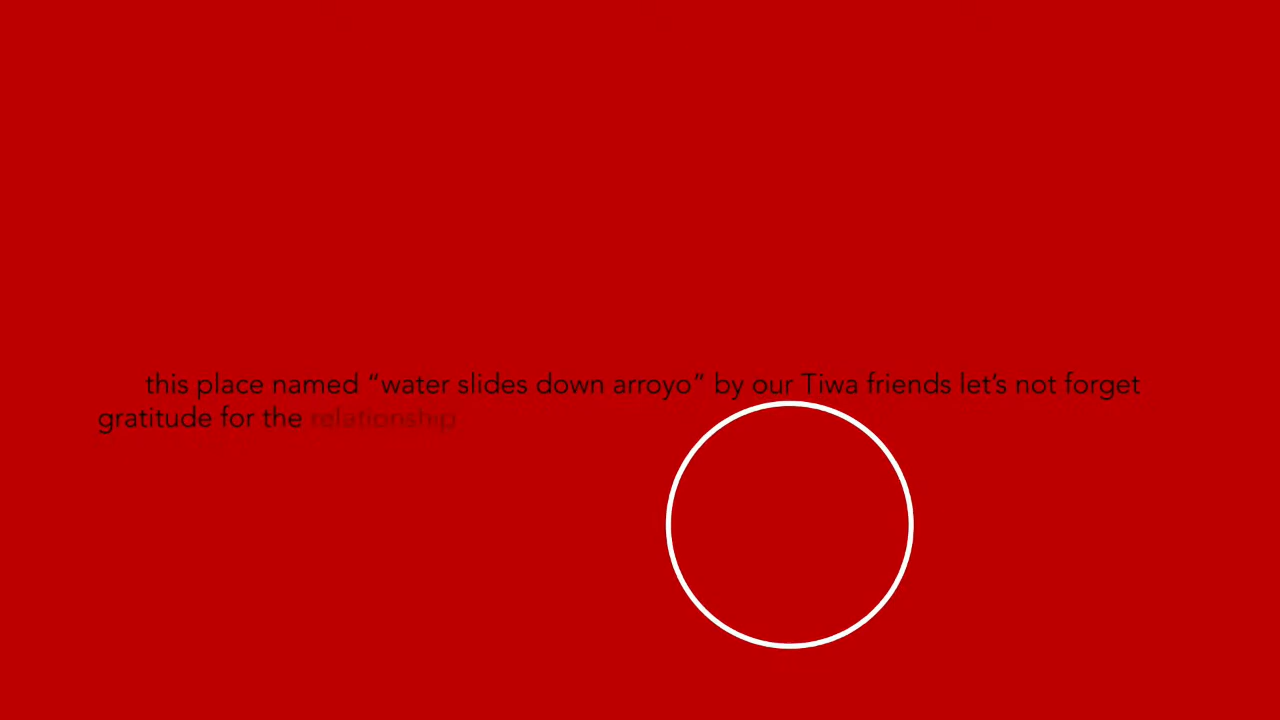 this place named “water slides down arroyo” by our Tiwa friends let’s not forget
gratitude for the relationship